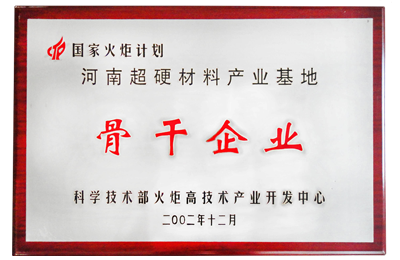 国家火炬计划
河南超硬材料产业基地
骨干企业
科学技术部火炬高技术产业开发中心
二〇〇二年十二月